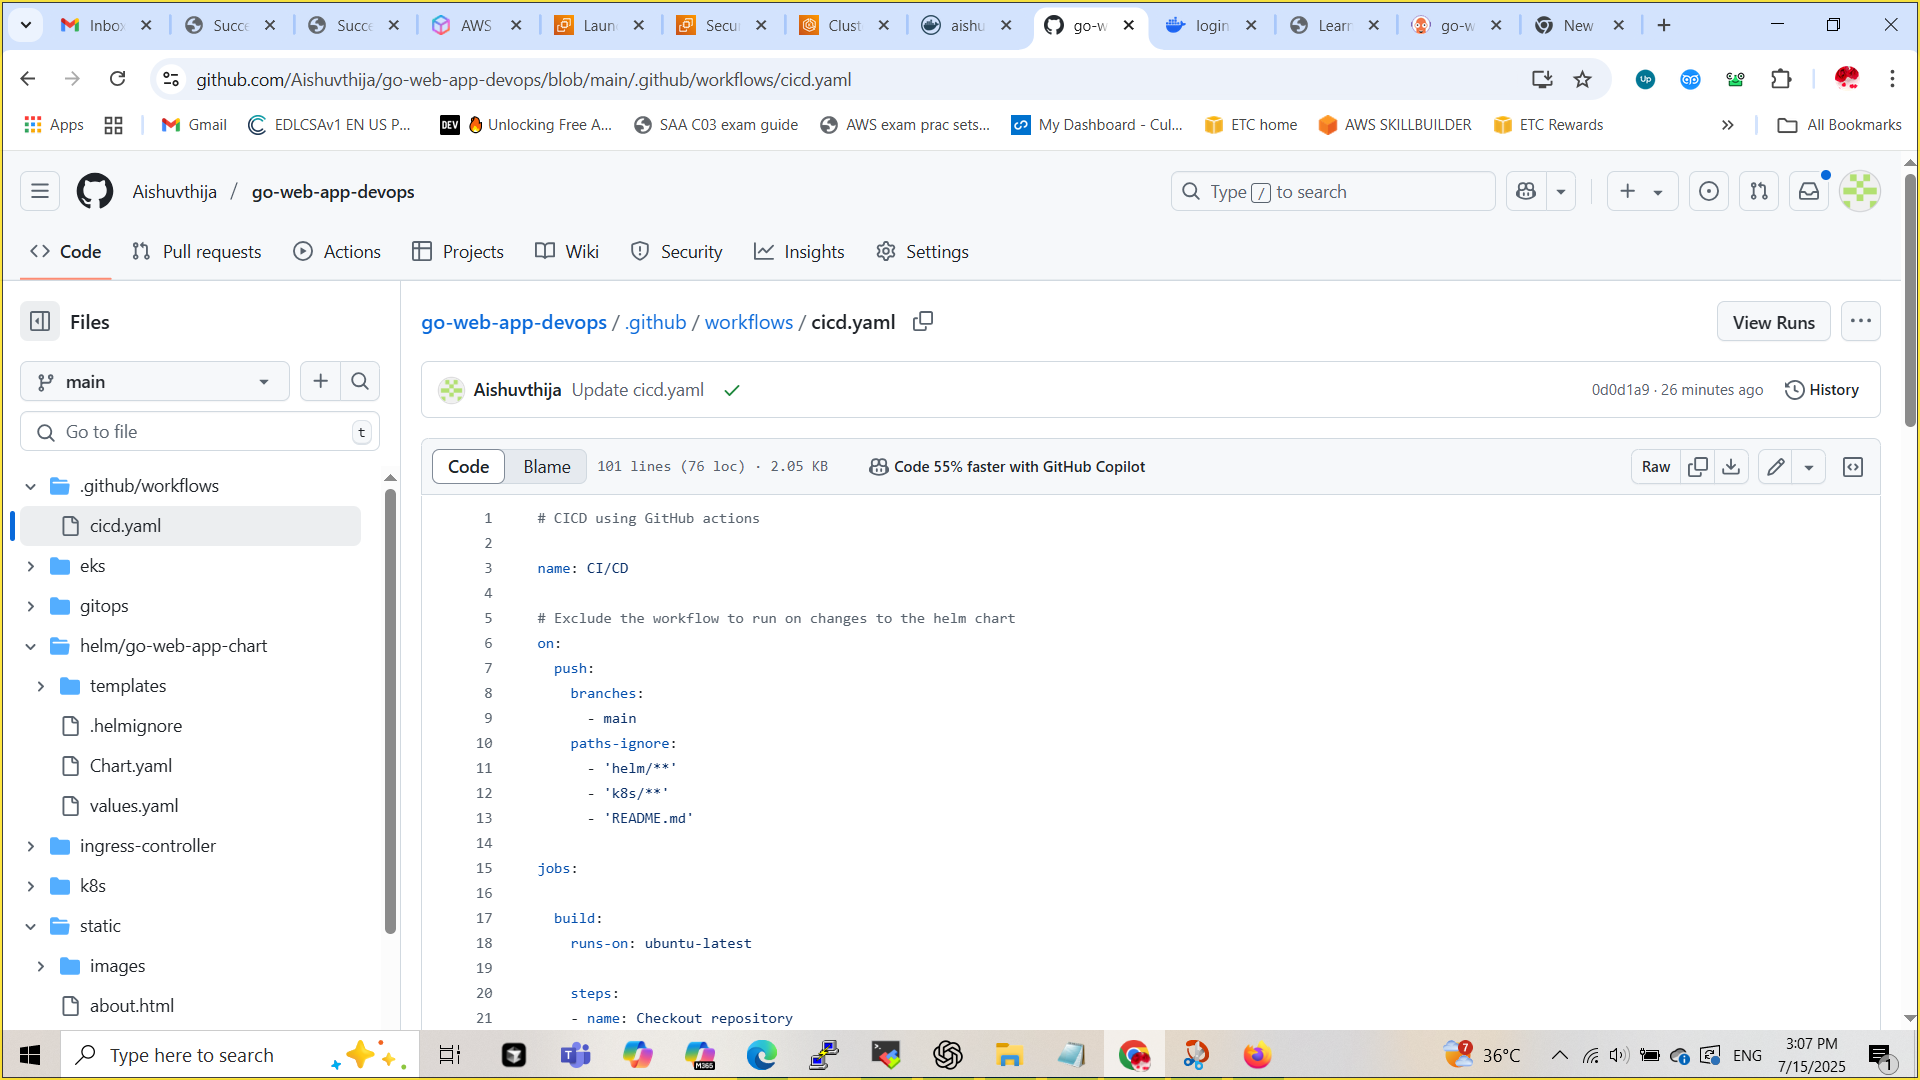 Inbo
Succe
Succe
AWS
Laun
Secur
Clust
aishu
go-w
login
Learn
go-w
New
github.com/Aishuvthija/go-web-app-devops/blob/main/.github/workflows/cicd.yaml
Up
Apps
Gmail
EDLCSAv1 EN US P...
DEV
Unlocking Free A...
SAA C03 exam guide
AWS exam prac sets...
My Dashboard - Cul...
ETC home
AWS SKILLBUILDER
ETC Rewards
All Bookmarks
Aishuvthija / go-web-app-devops
Type / to search
Code
Pull requests
Actions
Projects
Wiki
Security
Insights
Settings
Files
go-web-app-devops / .github / workflows / cicd.yaml
View Runs
main
Aishuvthija Update cicd.yaml
0d0d1a9 · 26 minutes ago
History
Go to file
t
Code
Blame
101 lines (76 loc) · 2.05 KB
Code 55% faster with GitHub Copilot
Raw
.github/workflows
cicd.yaml
eks
gitops
helm/go-web-app-chart
templates
.helmignore
Chart.yaml
values.yaml
ingress-controller
k8s
static
images
about.html
1 # CICD using GitHub actions
2
3 name: CI/CD
4
5 # Exclude the workflow to run on changes to the helm chart
6 on:
7 push:
8 branches:
9 - main
10 paths-ignore:
11 - 'helm/**'
12 - 'k8s/**'
13 - 'README.md'
14
15 jobs:
16
17 build:
18 runs-on: ubuntu-latest
19
20 steps:
21 - name: Checkout repository
Type here to search
M365
7
36°C
ENG
3:07 PM
7/15/2025
1